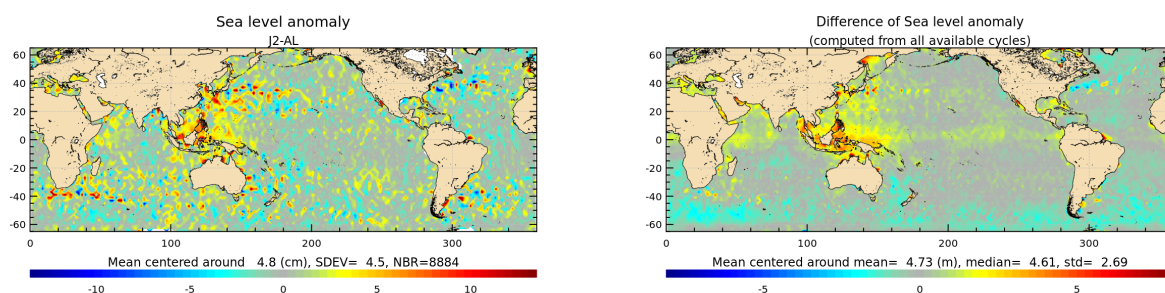 Sea level anomaly
J2-AL
60
40
20
0
-20
-40
-60
0 100 200 300
Mean centered around 4.8 (cm), SDEV= 4.5, NBR=8884
-10 -5 0 5 10
Difference of Sea level anomaly
(computed from all available cycles)
60
40
20
0
-20
-40
-60
0 100 200 300
Mean centered around mean= 4.73 (m), median= 4.61, std= 2.69
-5 0 5